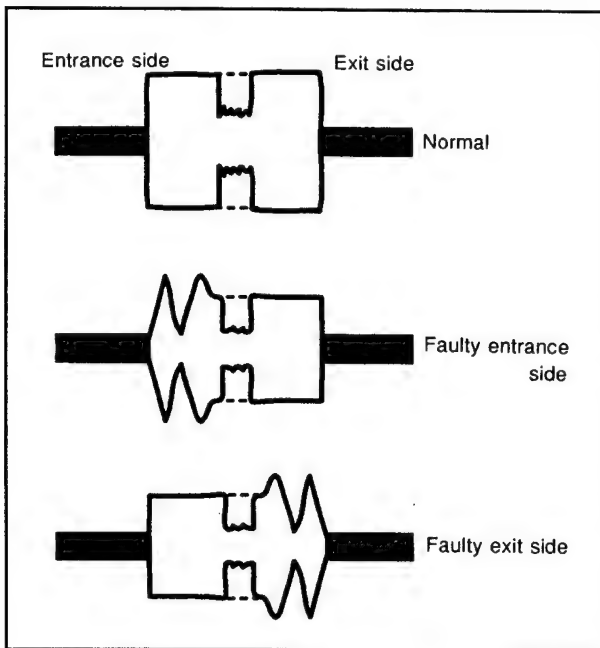 Entrance side
Exit side
Normal
Faulty entrance
side
Faulty exit side